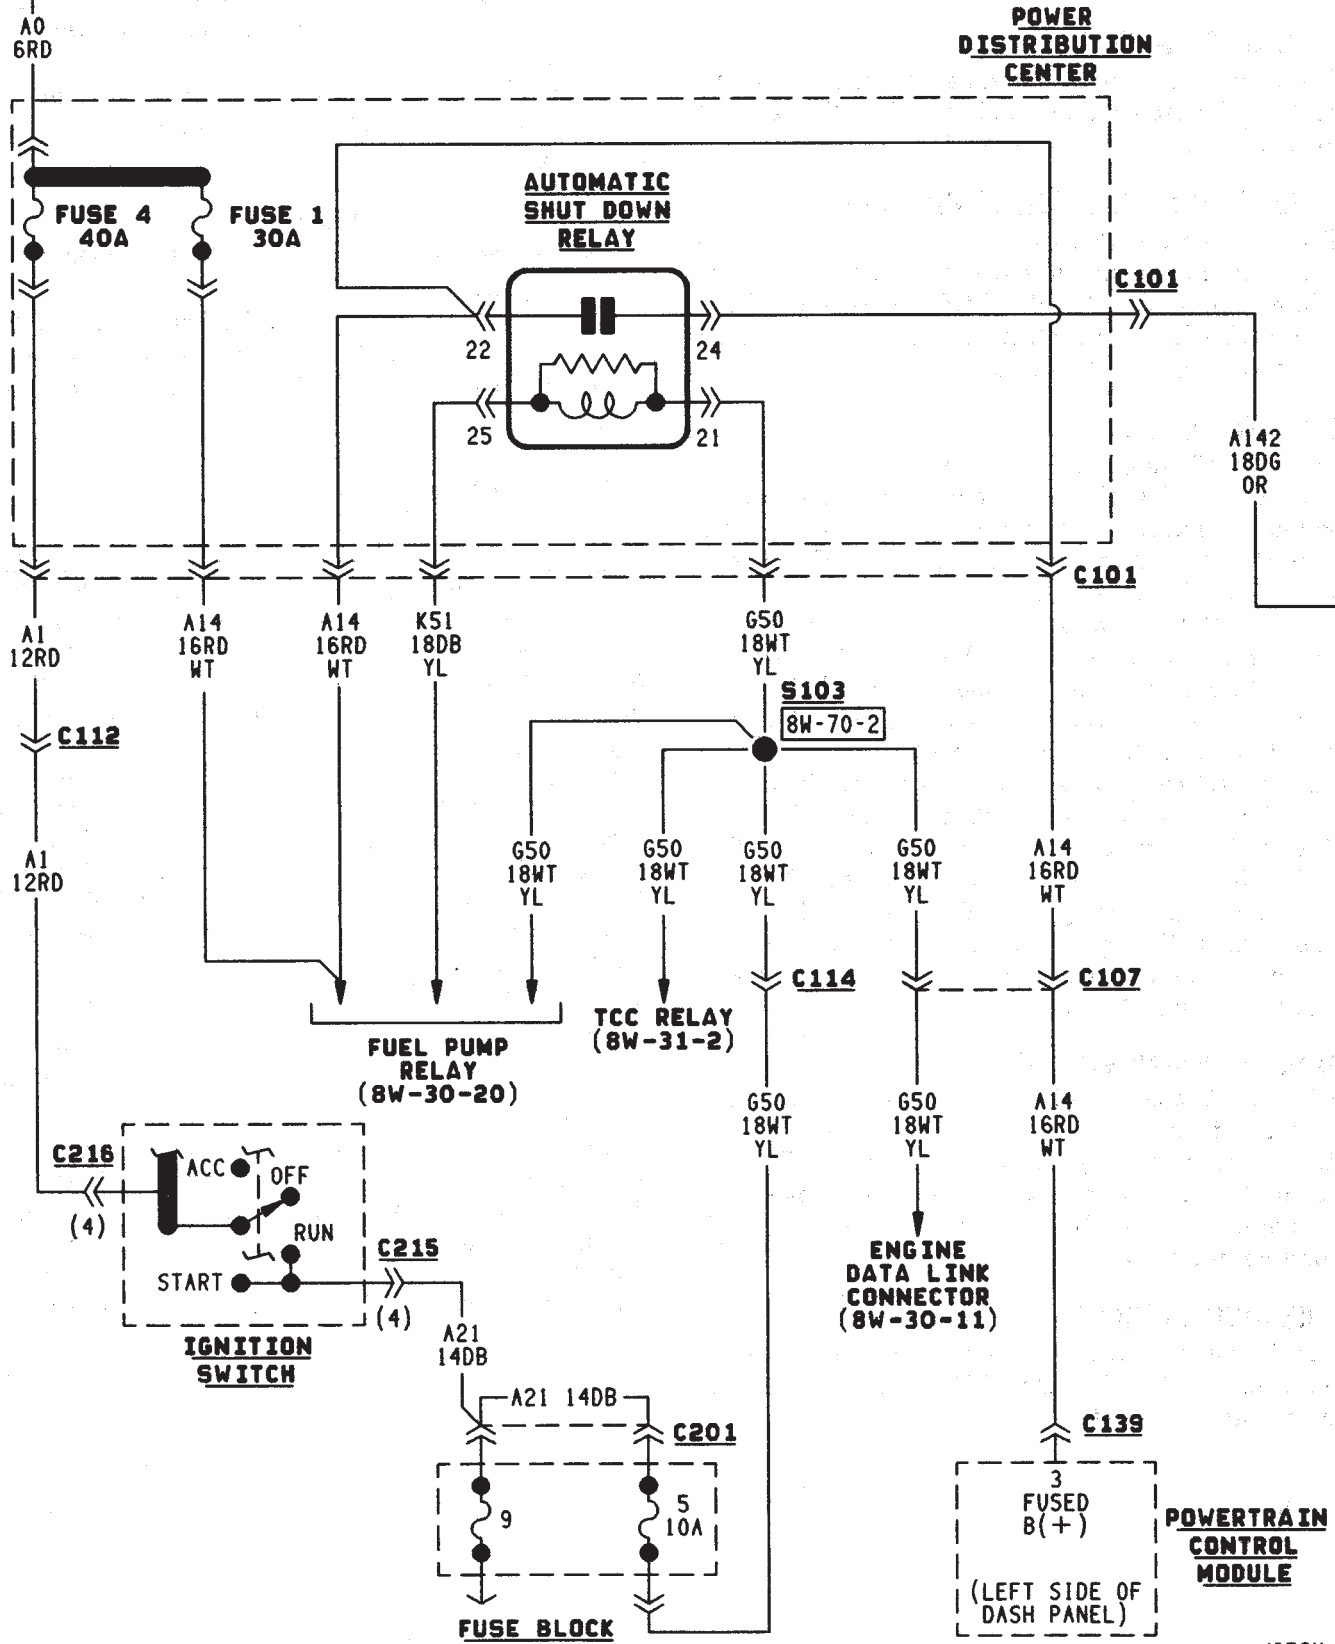 A0
6RD
POWER
DISTRIBUTION
CENTER
FUSE 4
40A
FUSE 1
30A
AUTOMATIC
SHUT DOWN
RELAY
C101
22
24
25
21
A142
18DG
OR
C101
A1
12RD
A14
16RD
WT
A14
16RD
WT
K51
18DB
YL
G50
18WT
YL
S103
8W-70-2
C112
A1
12RD
G50
18WT
YL
G50
18WT
YL
G50
18WT
YL
G50
18WT
YL
A14
16RD
WT
C114
C107
TCC RELAY
(8W-31-2)
FUEL PUMP
RELAY
(8W-30-20)
G50
18WT
YL
G50
18WT
YL
A14
16RD
WT
C216
(4)
ACC
OFF
RUN
START
C215
(4)
IGNITION
SWITCH
ENGINE
DATA LINK
CONNECTOR
(8W-30-11)
A21
14DB
A21 14DB
C201
C139
9
5
10A
FUSE BLOCK
3
FUSED
B(+)
(LEFT SIDE OF
DASH PANEL)
POWERTRAIN
CONTROL
MODULE